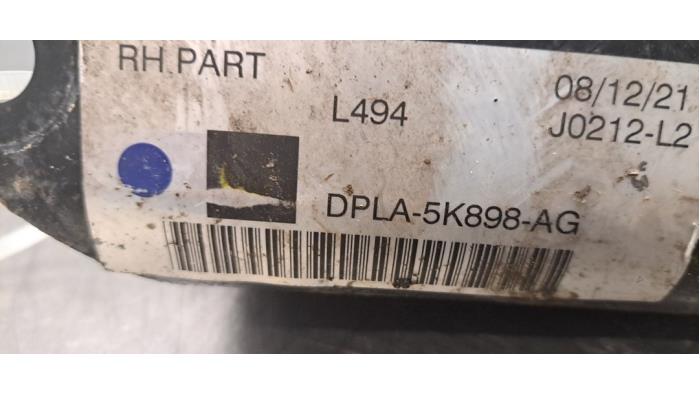 RH PART
08/12/21
L494
J0212-L2
DPLA-5K898-AG